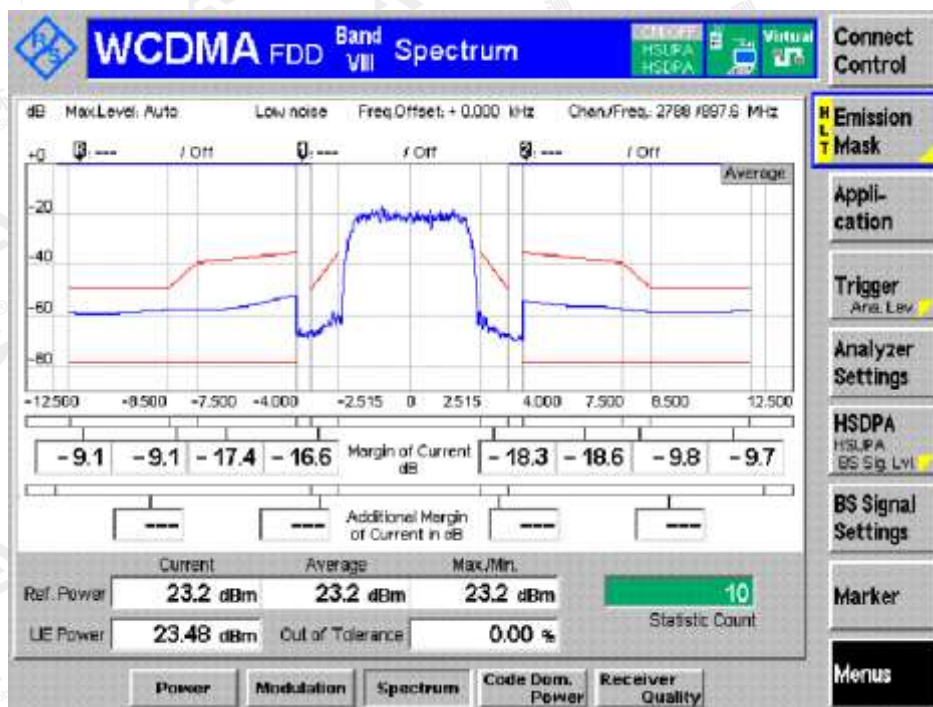 WCDMA FDD Band VIII Spectrum
HSUPA
HSDPA
Virtual
Connect Control
dB Max.Level: Auto Low noise Freq.Offset: + 0.000 kHz Chan./Freq.: 2788 /897.6 MHz
--- / Off --- / Off --- / Off
Average
+0
-20
-40
-60
-80
-12.500 -8.500 -7.500 -4.000 -2.515 0 2.515 4.000 7.500 8.500 12.500
-9.1 -9.1 -17.4 -16.6 Margin of Current dB -18.3 -18.6 -9.8 -9.7
--- --- Additional Margin of Current in dB --- ---
Current Average Max./Min.
Ref. Power 23.2 dBm 23.2 dBm 23.2 dBm 10
UE Power 23.48 dBm Out of Tolerance 0.00 % Statistic Count
Power Modulation Spectrum Code Dom. Power Receiver Quality
HLT
Emission Mask
Appli-
cation
Trigger
Ana. Lev.
Analyzer Settings
HSDPA
HSUPA
BS Sig. Lvl.
BS Signal Settings
Marker
Menus